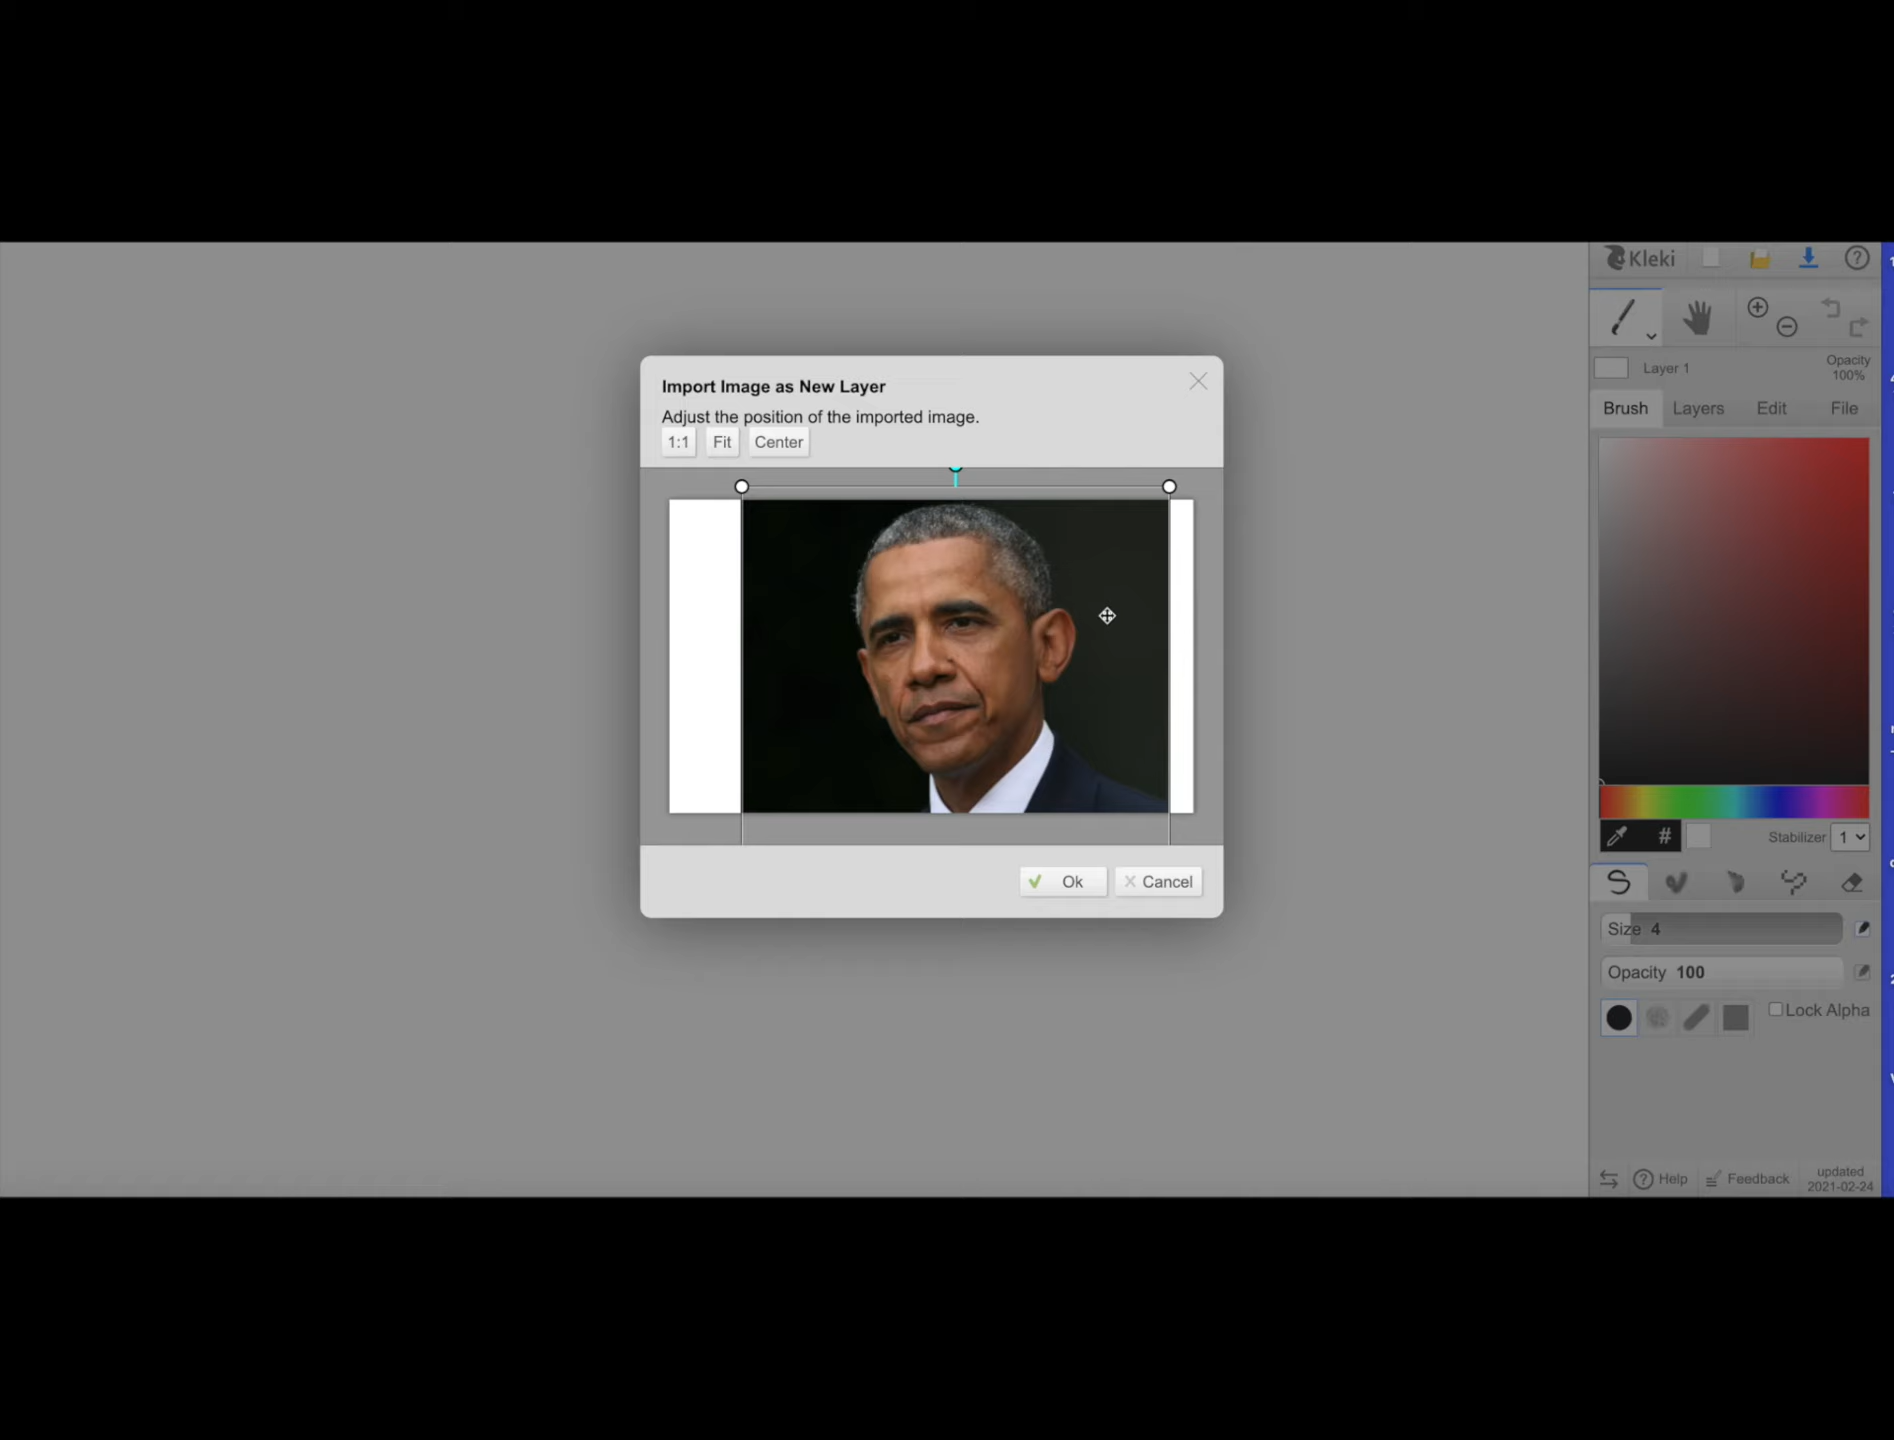 Kleki
Import Image as New Layer
Adjust the position of the imported image.
1:1 Fit Center
Ok Cancel
Layer 1
Opacity
100%
Brush Layers Edit File
#
Stabilizer 1
Size 4
Opacity 100
Lock Alpha
Help Feedback updated
2021-02-24